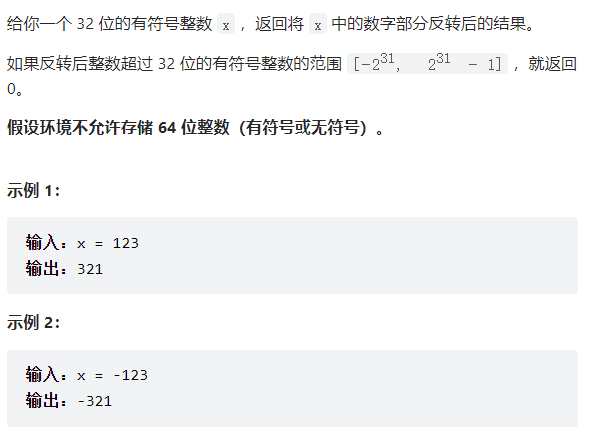 给你一个 32 位的有符号整数 x ，返回将 x 中的数字部分反转后的结果。
如果反转后整数超过 32 位的有符号整数的范围 [−2^31, 2^31 − 1] ，就返回
0。
假设环境不允许存储 64 位整数（有符号或无符号）。
示例 1：
输入：x = 123
输出：321
示例 2：
输入：x = -123
输出：-321